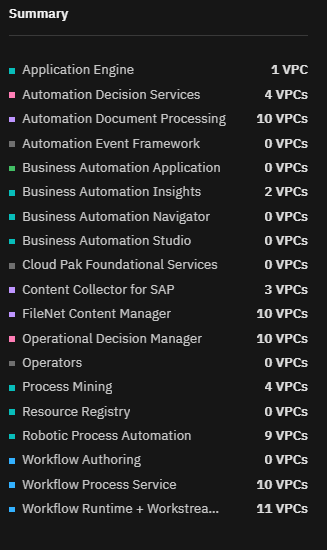 Summary
Application Engine 1 VPC
Automation Decision Services 4 VPCs
Automation Document Processing 10 VPCs
Automation Event Framework 0 VPCs
Business Automation Application 0 VPCs
Business Automation Insights 2 VPCs
Business Automation Navigator 0 VPCs
Business Automation Studio 0 VPCs
Cloud Pak Foundational Services 0 VPCs
Content Collector for SAP 3 VPCs
FileNet Content Manager 10 VPCs
Operational Decision Manager 10 VPCs
Operators 0 VPCs
Process Mining 4 VPCs
Resource Registry 0 VPCs
Robotic Process Automation 9 VPCs
Workflow Authoring 0 VPCs
Workflow Process Service 10 VPCs
Workflow Runtime + Workstrea... 11 VPCs